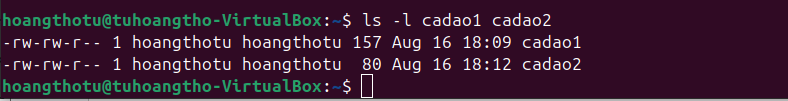 hoangthotu@tuhoangtho-VirtualBox:~$ ls -l cadao1 cadao2
-rw-rw-r-- 1 hoangthotu hoangthotu 157 Aug 16 18:09 cadao1
-rw-rw-r-- 1 hoangthotu hoangthotu  80 Aug 16 18:12 cadao2
hoangthotu@tuhoangtho-VirtualBox:~$